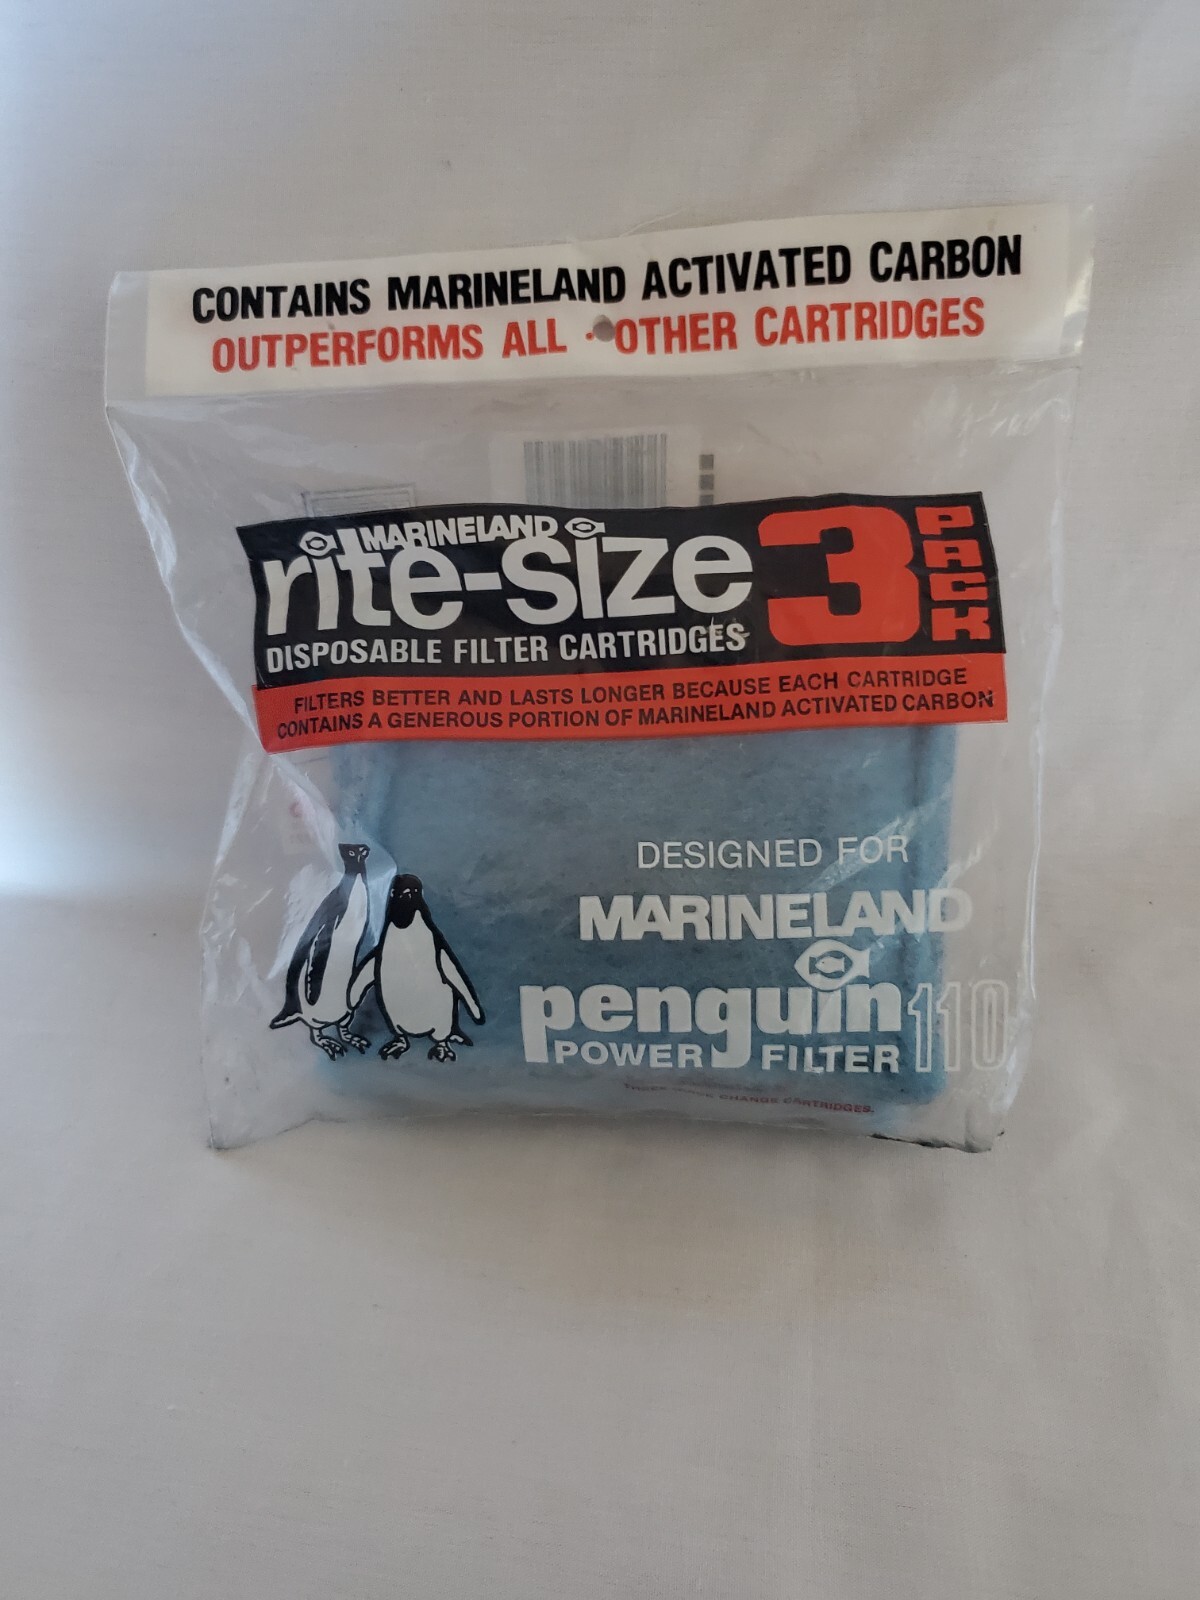 CONTAINS MARINELAND ACTIVATED CARBON
OUTPERFORMS ALL · OTHER CARTRIDGES
MARINELAND
rite-size
3 PACK
DISPOSABLE FILTER CARTRIDGES
FILTERS BETTER AND LASTS LONGER BECAUSE EACH CARTRIDGE
CONTAINS A GENEROUS PORTION OF MARINELAND ACTIVATED CARBON
DESIGNED FOR
MARINELAND
penguin 110
POWER FILTER
CHANGE CARTRIDGES.